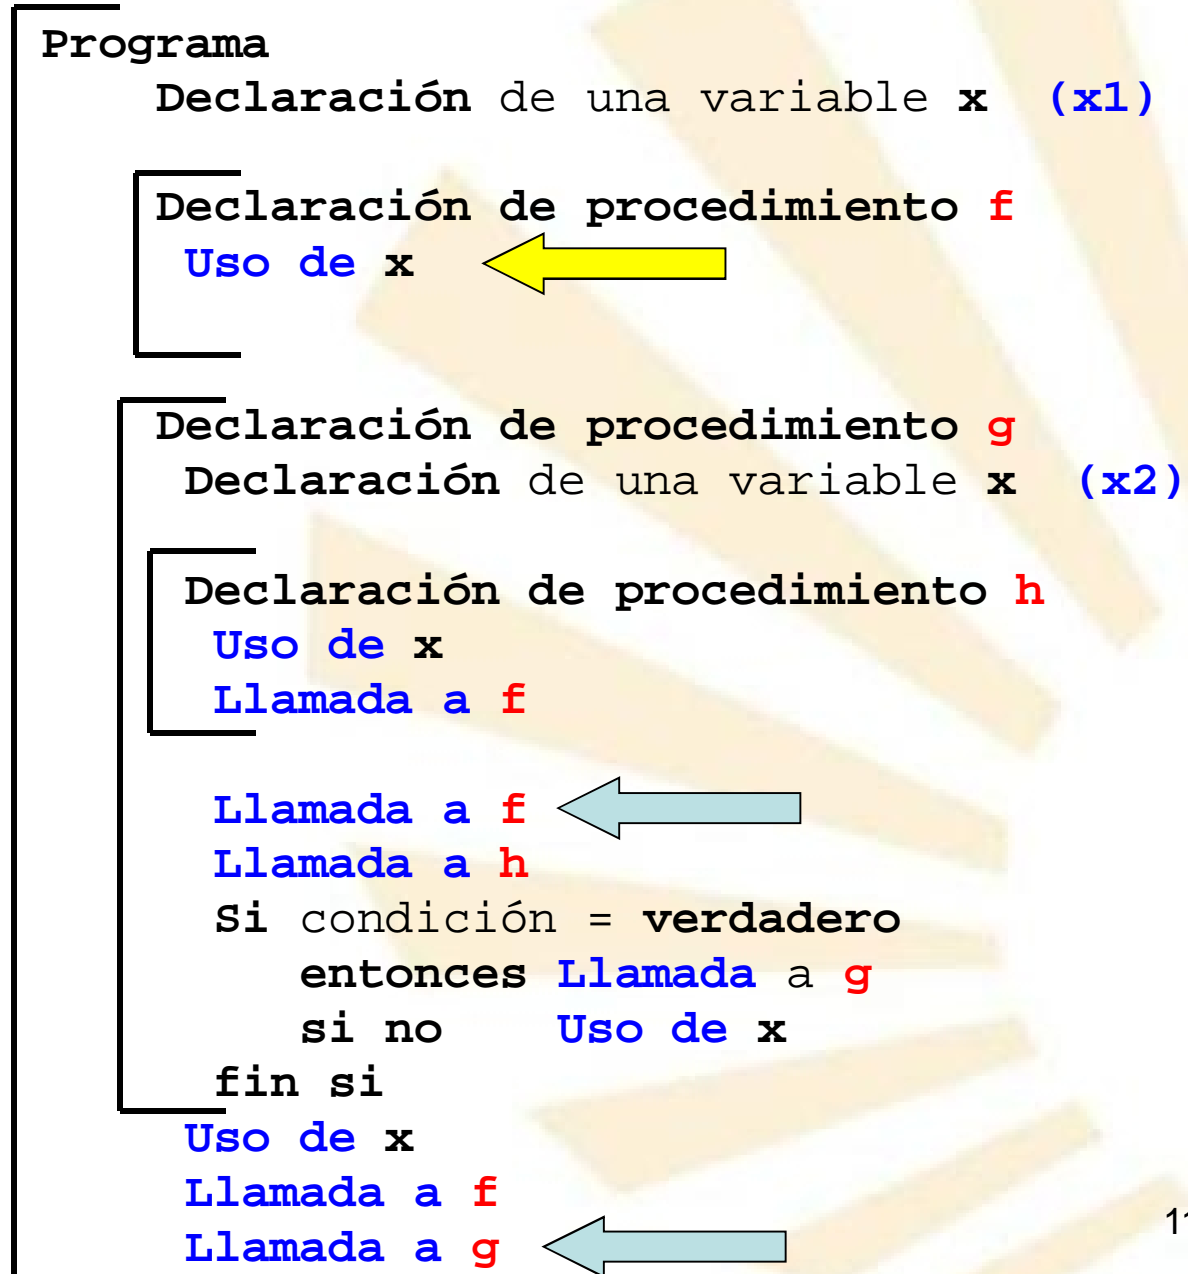 Programa
Declaración de una variable x (x1)
Declaración de procedimiento f
Uso de x
Declaración de procedimiento g
Declaración de una variable x (x2)
Declaración de procedimiento h
Uso de x
Llamada a f
Llamada a f
Llamada a h
Si condición = verdadero
entonces Llamada a g
si no Uso de x
fin si
Uso de x
Llamada a f
Llamada a g